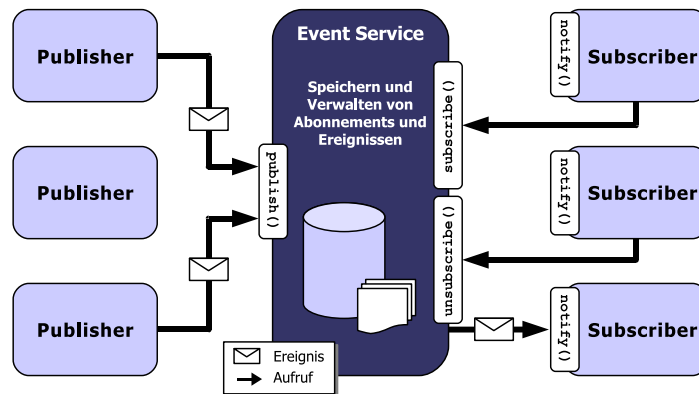 Publisher
Publisher
Publisher
Event Service
Speichern und
Verwalten von
Abonnements und
Ereignissen
publish()
subscribe()
unsubscribe()
notify()
Subscriber
notify()
Subscriber
notify()
Subscriber
Ereignis
Aufruf